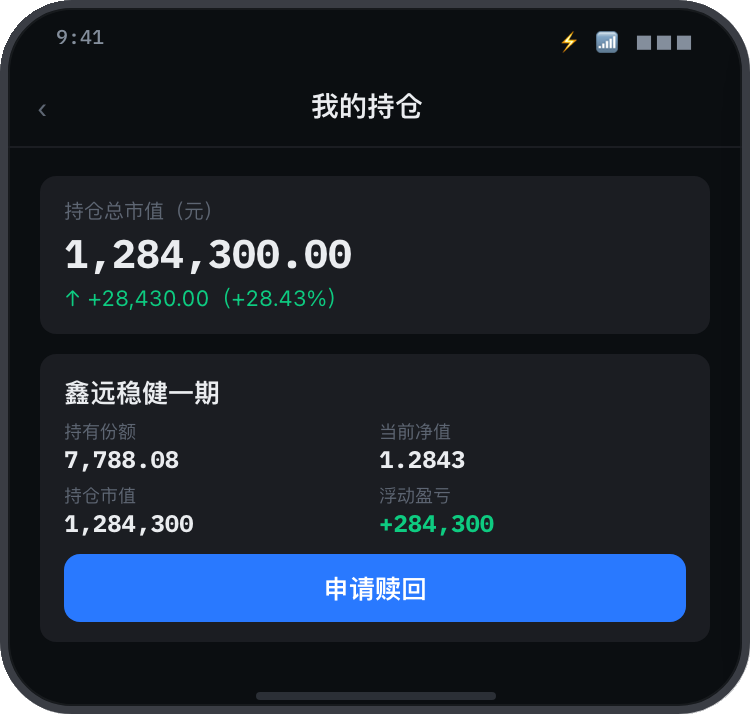 9:41
我的持仓
持仓总市值（元）
1,284,300.00
↑ +28,430.00（+28.43%）
鑫远稳健一期
持有份额 当前净值
7,788.08 1.2843
持仓市值 浮动盈亏
1,284,300 +284,300
申请赎回